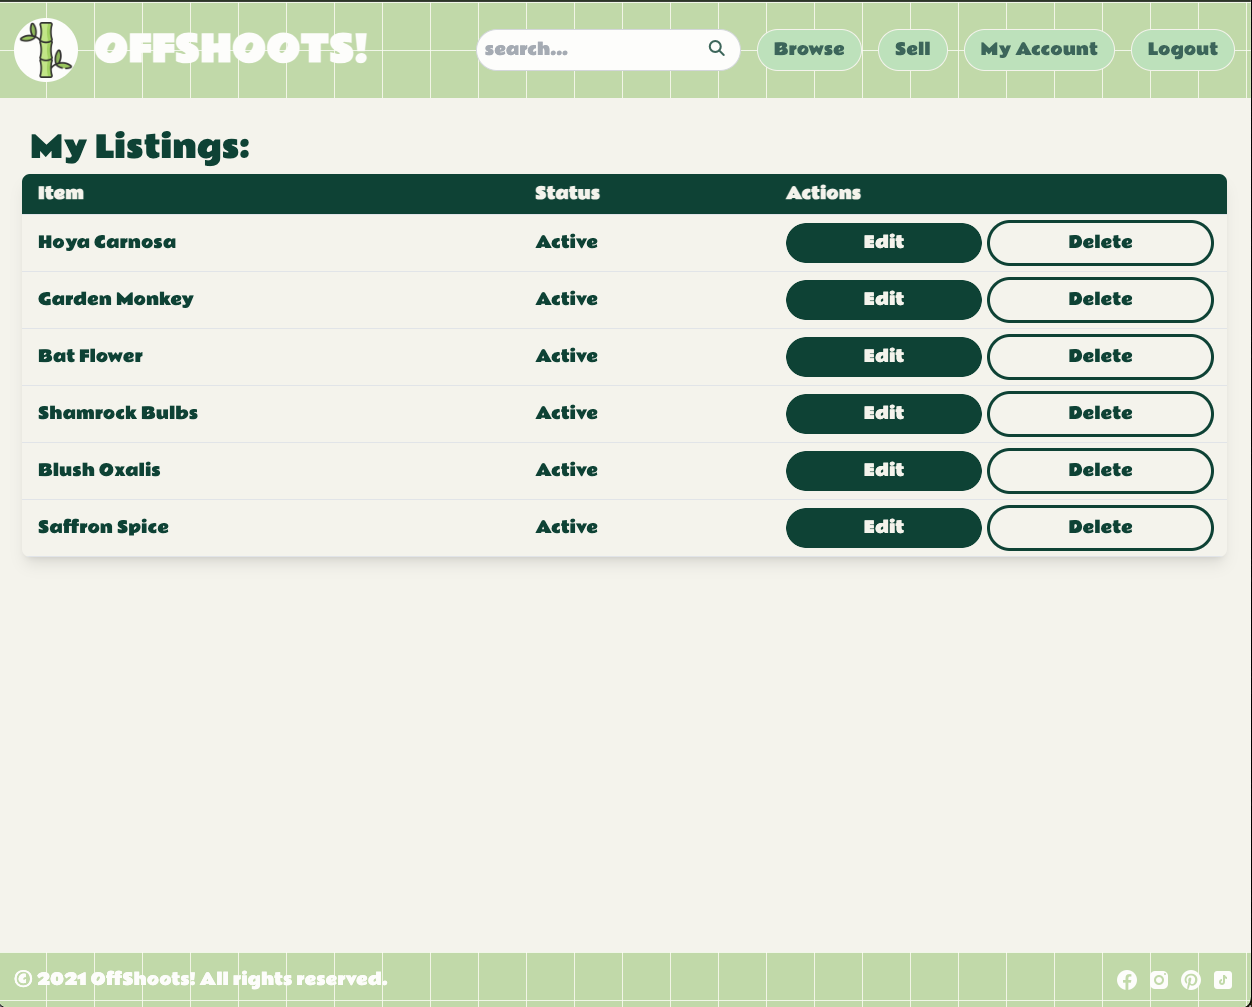 OFFSHOOTS! search... Browse Sell My Account Logout
My Listings:
Item Status Actions
Hoya Carnosa Active Edit Delete
Garden Monkey Active Edit Delete
Bat Flower Active Edit Delete
Shamrock Bulbs Active Edit Delete
Blush Oxalis Active Edit Delete
Saffron Spice Active Edit Delete
© 2021 OffShoots! All rights reserved.